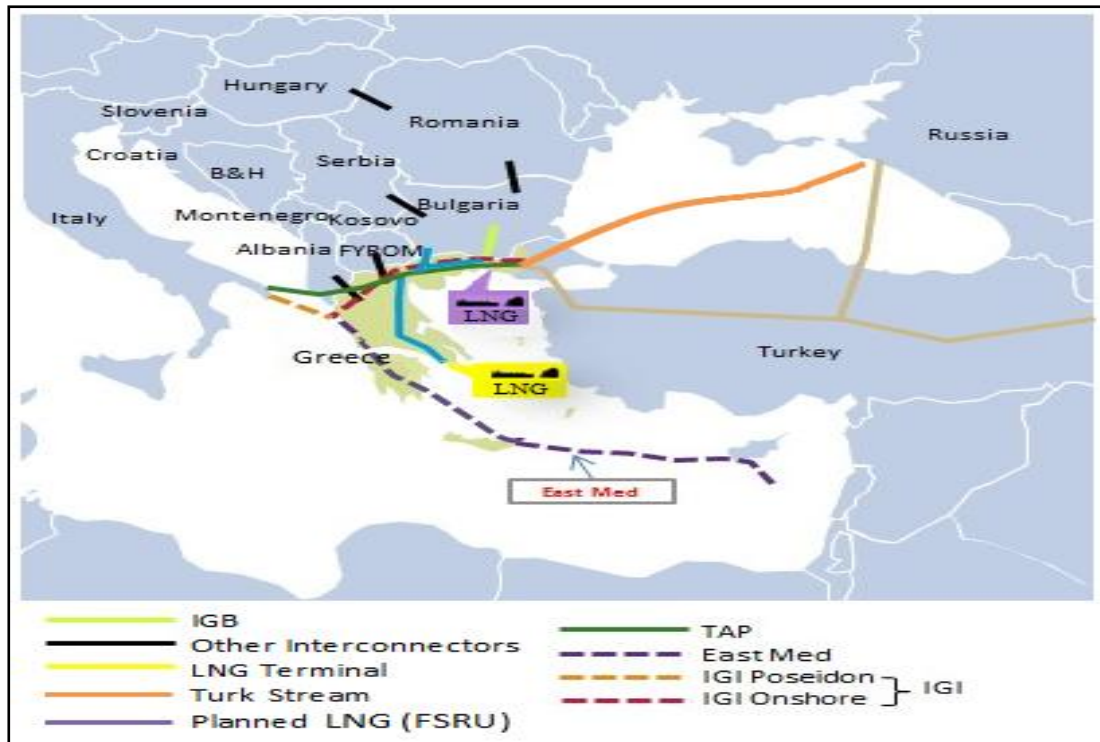 Hungary
Slovenia
Romania
Russia
Croatia
Serbia
B&H
Bulgaria
Italy
Montenegro
Kosovo
Albania
FYROM
LNG
Greece
Turkey
LNG
East Med
IGB
Other Interconnectors
LNG Terminal
Turk Stream
Planned LNG (FSRU)
TAP
East Med
IGI Poseidon
IGI Onshore
IGI